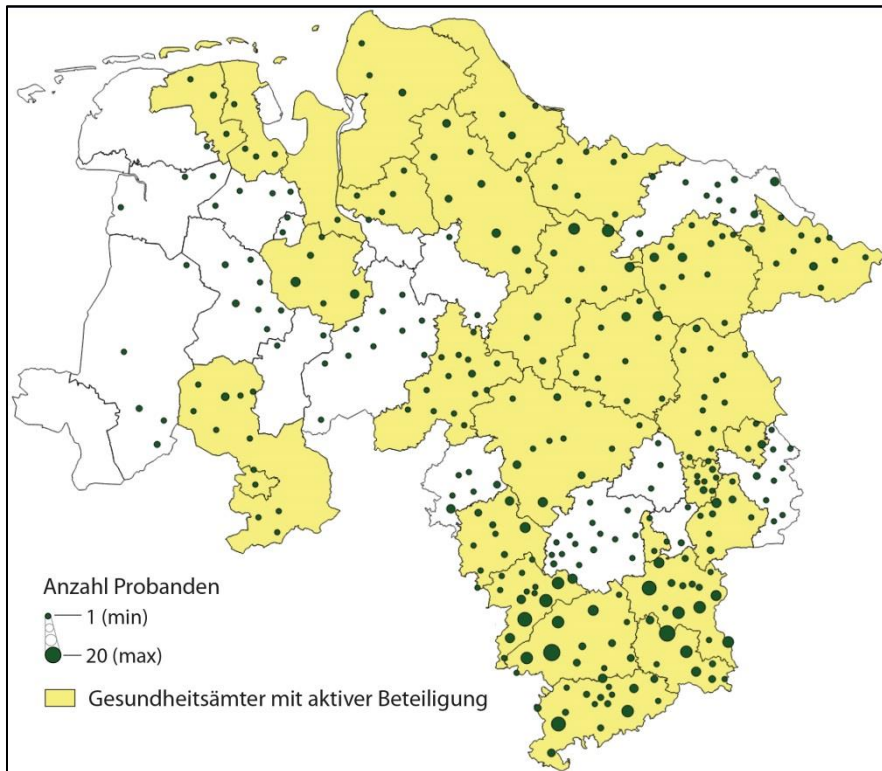 Anzahl Probanden
1 (min)
20 (max)
Gesundheitsämter mit aktiver Beteiligung